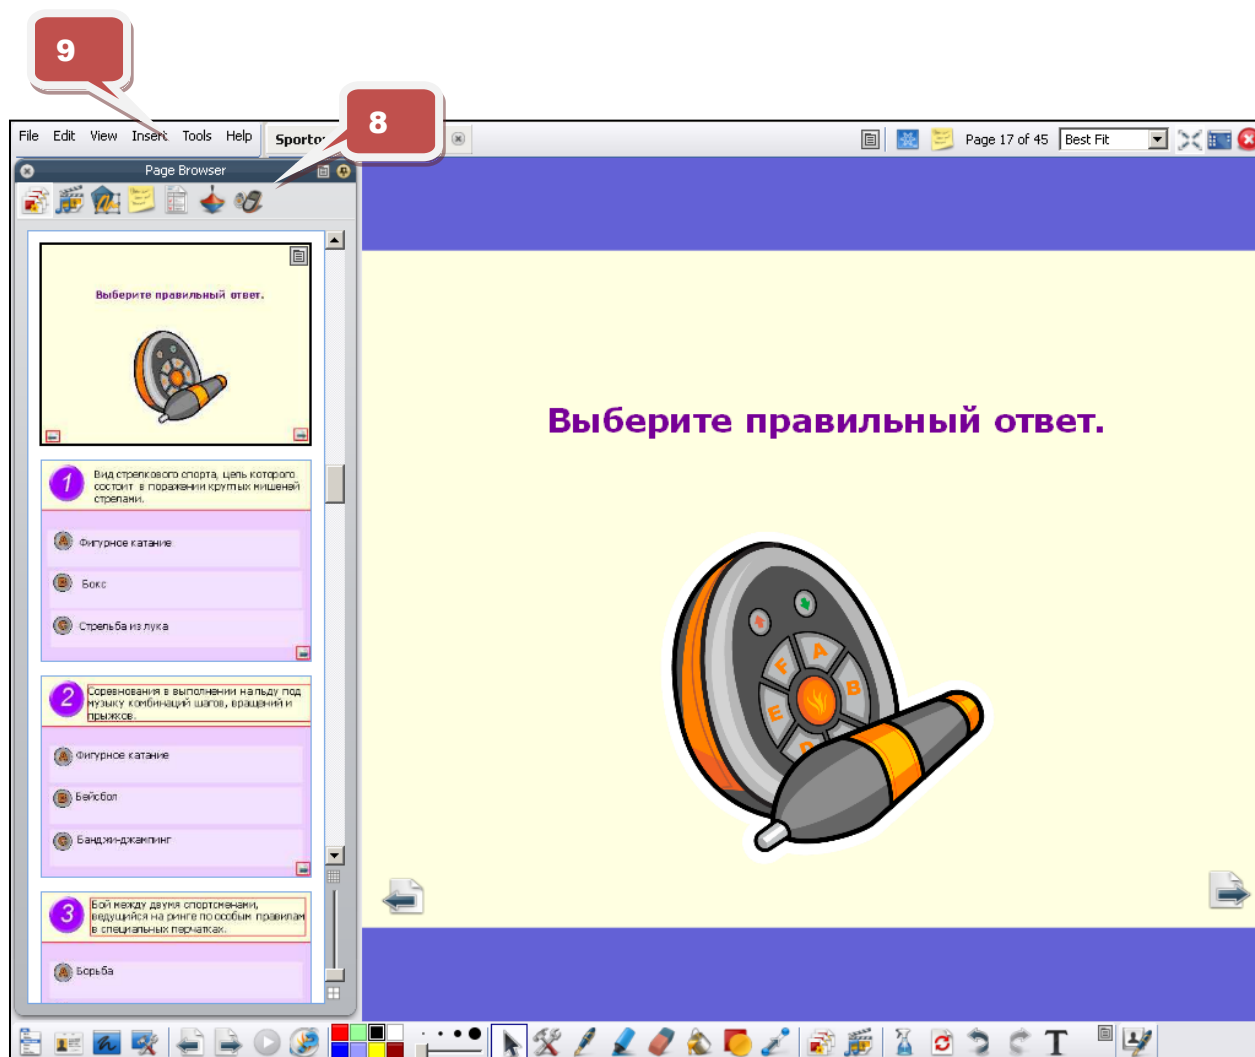 9
8
File Edit View Insert Tools Help
Page 17 of 45 Best Fit
Page Browser
Выберите правильный ответ.
1 Вид стрелкового спорта, цель которого
состоит в поражении круглых мишеней
стрелами.
A Фигурное катание
B Бокс
C Стрельба из лука
2 Соревнования в выполнении на льду под
музыку комбинаций шагов, вращений и
прыжков.
A Фигурное катание
B Бейсбол
C Банджи-джампинг
3 Бой между двумя спортсменами,
ведущийся на ринге по особым правилам
в специальных перчатках.
A Борьба
Выберите правильный ответ.
A
B
D
E
F
T